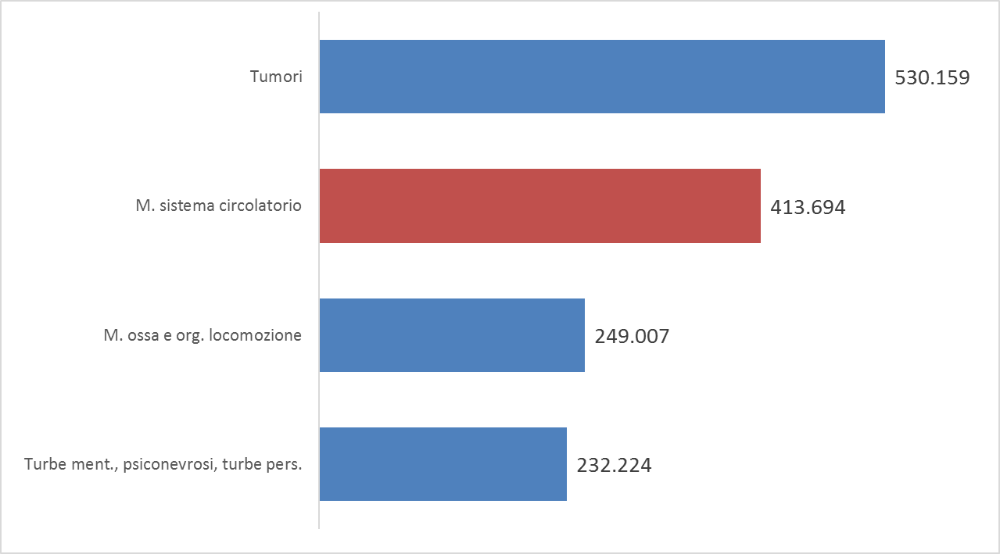 Tumori
530.159
M. sistema circolatorio
413.694
M. ossa e org. locomozione
249.007
Turbe ment., psiconevrosi, turbe pers.
232.224